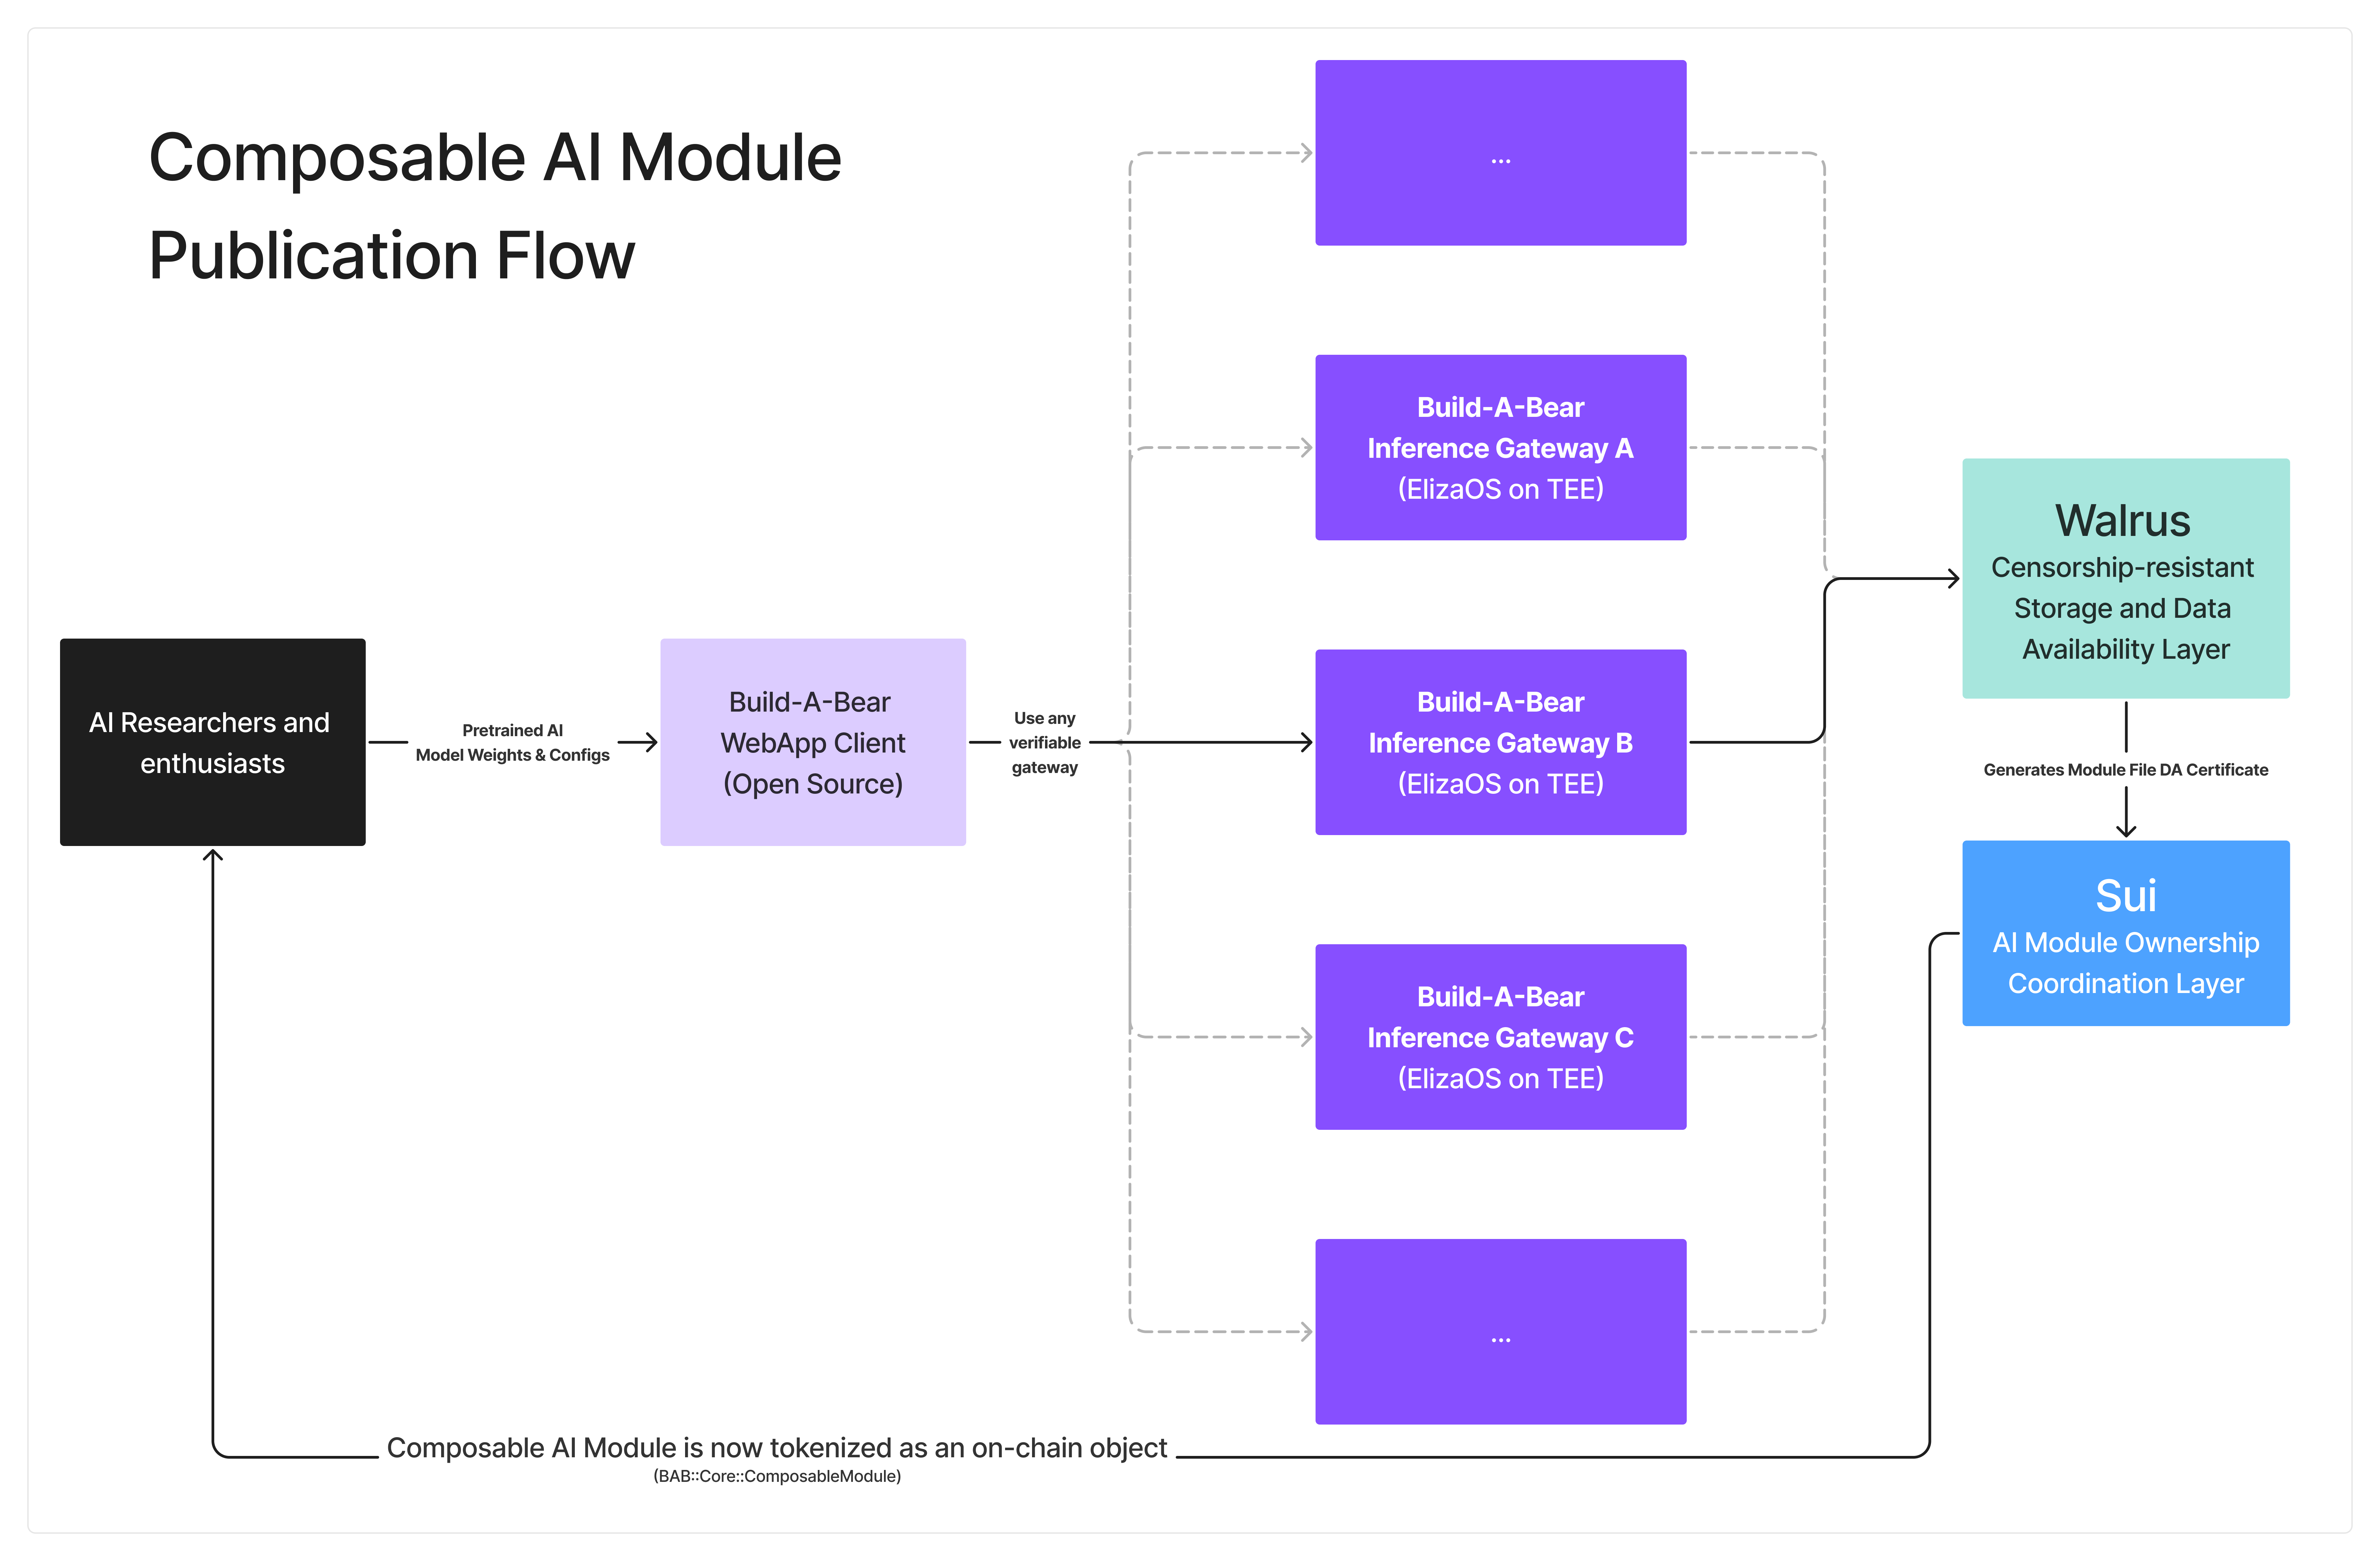 Composable AI Module
Publication Flow
...
Build-A-Bear
Inference Gateway A
(ElizaOS on TEE)
Walrus
Censorship-resistant
Storage and Data
Availability Layer
AI Researchers and
enthusiasts
Pretrained AI
Model Weights & Configs
Build-A-Bear
WebApp Client
(Open Source)
Use any
verifiable
gateway
Build-A-Bear
Inference Gateway B
(ElizaOS on TEE)
Generates Module File DA Certificate
Sui
AI Module Ownership
Coordination Layer
Build-A-Bear
Inference Gateway C
(ElizaOS on TEE)
...
Composable AI Module is now tokenized as an on-chain object
(BAB::Core::ComposableModule)